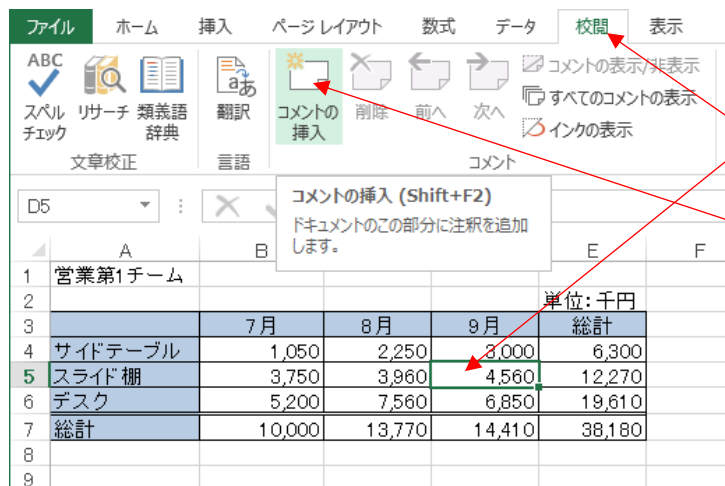 ファイル ホーム 挿入 ページ レイアウト 数式 データ 校閲 表示
ABC
スペル チェック
リサーチ
類義語 辞典
文章校正
あ
翻訳
言語
コメントの 挿入
削除
前へ
次へ
コメントの表示/非表示
すべてのコメントの表示
インクの表示
コメント
D5
コメントの挿入 (Shift+F2)
ドキュメントのこの部分に注釈を追加
します。
A B E F
1 営業第1チーム
2 単位:千円
3 7月 8月 9月 総計
4 サイドテーブル 1,050 2,250 3,000 6,300
5 スライド棚 3,750 3,960 4,560 12,270
6 デスク 5,200 7,560 6,850 19,610
7 総計 10,000 13,770 14,410 38,180
8
9